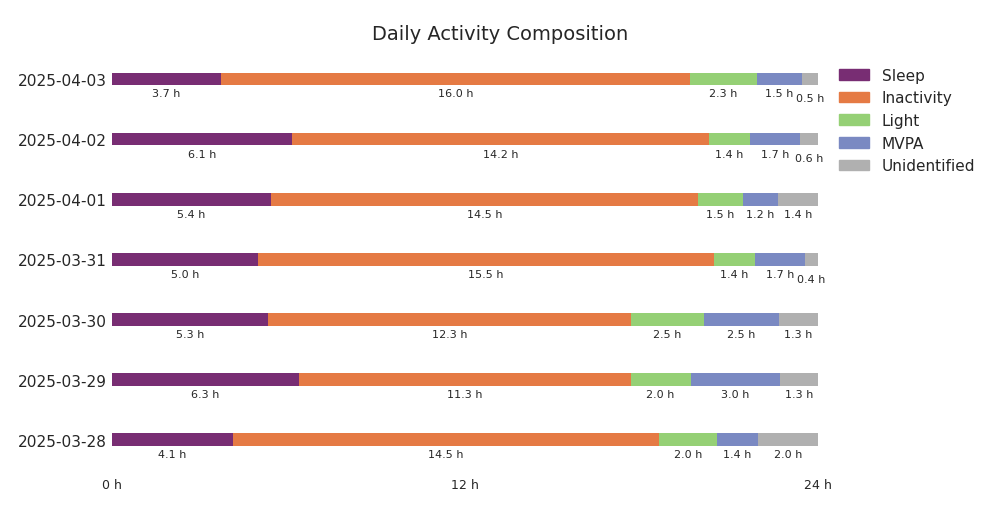 Daily Activity Composition
2025-04-03
3.7 h 16.0 h 2.3 h 1.5 h 0.5 h
2025-04-02
6.1 h 14.2 h 1.4 h 1.7 h 0.6 h
2025-04-01
5.4 h 14.5 h 1.5 h 1.2 h 1.4 h
2025-03-31
5.0 h 15.5 h 1.4 h 1.7 h 0.4 h
2025-03-30
5.3 h 12.3 h 2.5 h 2.5 h 1.3 h
2025-03-29
6.3 h 11.3 h 2.0 h 3.0 h 1.3 h
2025-03-28
4.1 h 14.5 h 2.0 h 1.4 h 2.0 h
0 h 12 h 24 h
Sleep
Inactivity
Light
MVPA
Unidentified